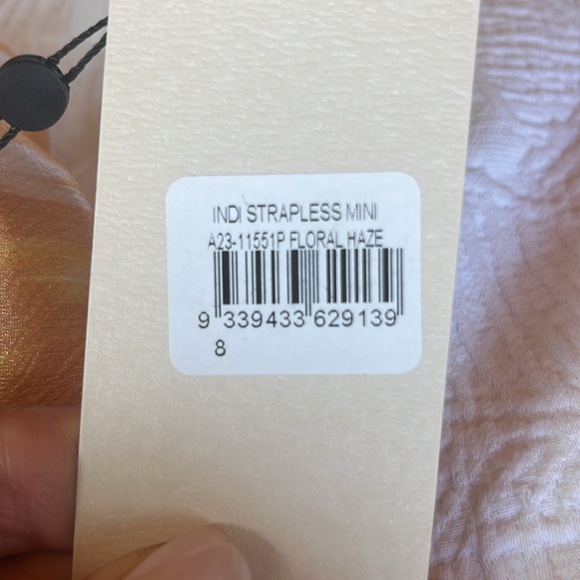 INDI STRAPLESS MINI
A23-11551P FLORAL HAZE
9 339433 629139
8